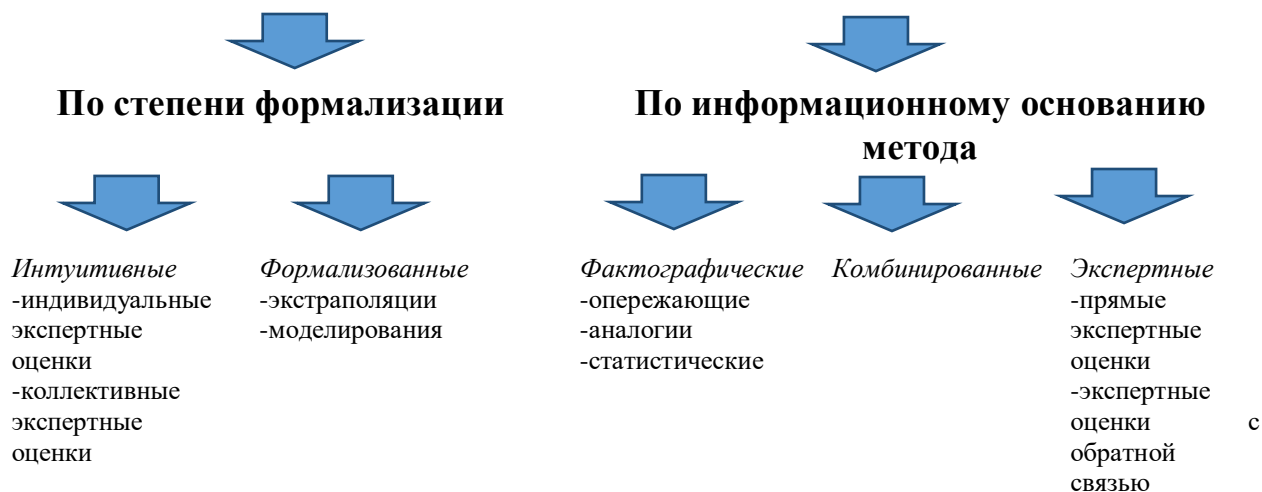 По степени формализации
По информационному основанию
метода
Интуитивные
-индивидуальные
экспертные
оценки
-коллективные
экспертные
оценки
Формализованные
-экстраполяции
-моделирования
Фактографические
-опережающие
-аналогии
-статистические
Комбинированные
Экспертные
-прямые
экспертные
оценки
-экспертные
оценки с
обратной
связью